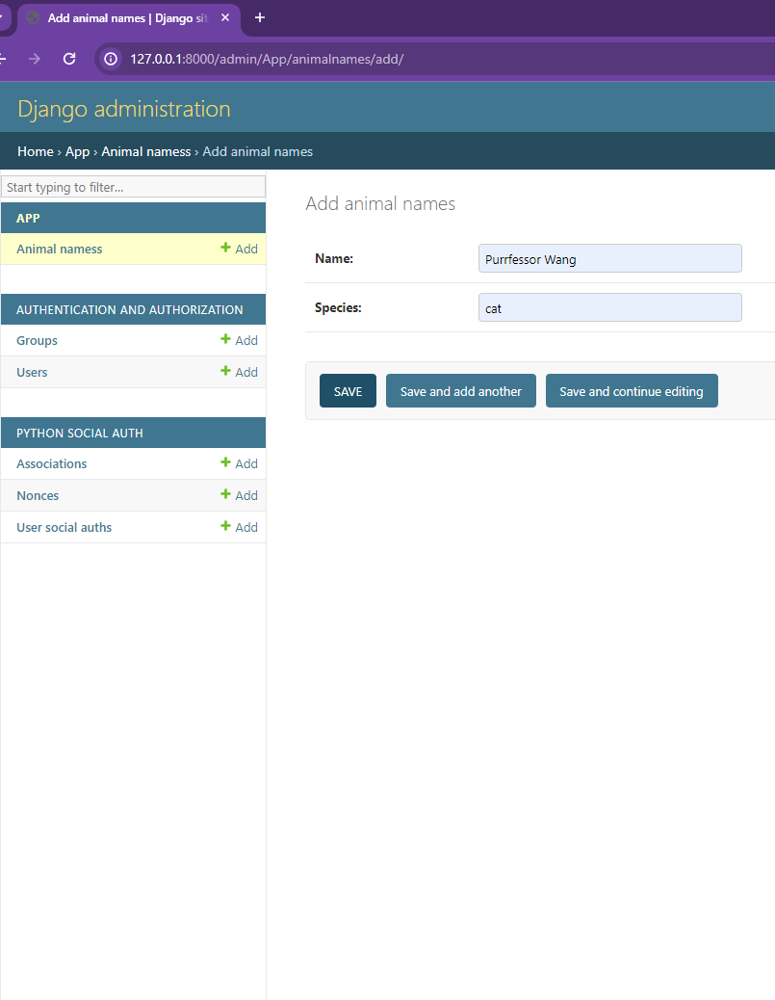 Add animal names | Django sit
127.0.0.1:8000/admin/App/animalnames/add/
Django administration
Home › App › Animal namess › Add animal names
Start typing to filter...
APP
Animal namess Add
AUTHENTICATION AND AUTHORIZATION
Groups Add
Users Add
PYTHON SOCIAL AUTH
Associations Add
Nonces Add
User social auths Add
Add animal names
Name: Purrfessor Wang
Species: cat
SAVE Save and add another Save and continue editing